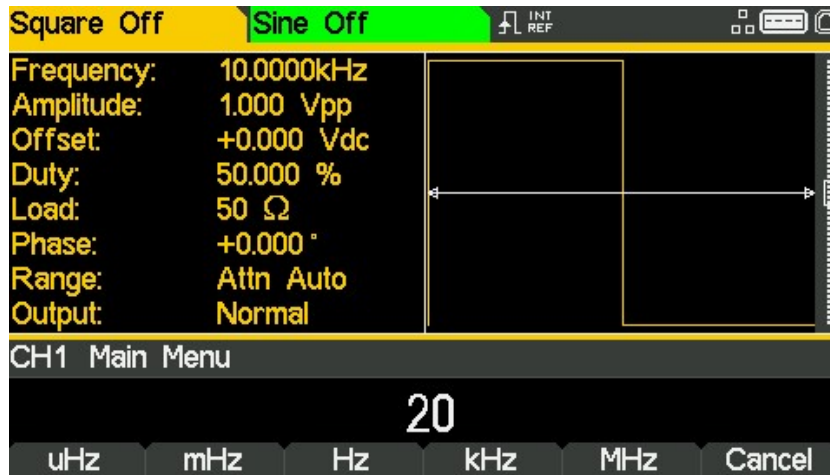 Square Off Sine Off INT REF
Frequency: 10.0000kHz
Amplitude: 1.000 Vpp
Offset: +0.000 Vdc
Duty: 50.000 %
Load: 50 Ω
Phase: +0.000 °
Range: Attn Auto
Output: Normal
CH1 Main Menu
20
uHz mHz Hz kHz MHz Cancel